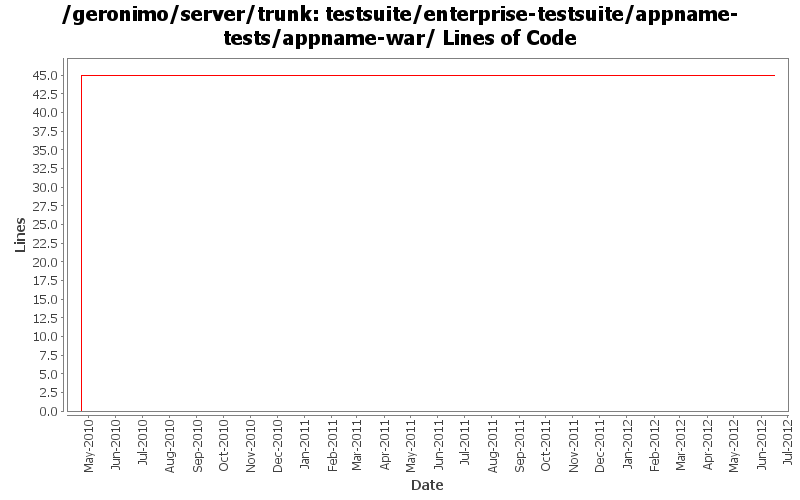 /geronimo/server/trunk: testsuite/enterprise-testsuite/appname-
tests/appname-war/ Lines of Code
Lines
45.0
42.5
40.0
37.5
35.0
32.5
30.0
27.5
25.0
22.5
20.0
17.5
15.0
12.5
10.0
7.5
5.0
2.5
0.0
May-2010
Jun-2010
Jul-2010
Aug-2010
Sep-2010
Oct-2010
Nov-2010
Dec-2010
Jan-2011
Feb-2011
Mar-2011
Apr-2011
May-2011
Jun-2011
Jul-2011
Aug-2011
Sep-2011
Oct-2011
Nov-2011
Dec-2011
Jan-2012
Feb-2012
Mar-2012
Apr-2012
May-2012
Jun-2012
Jul-2012
Date